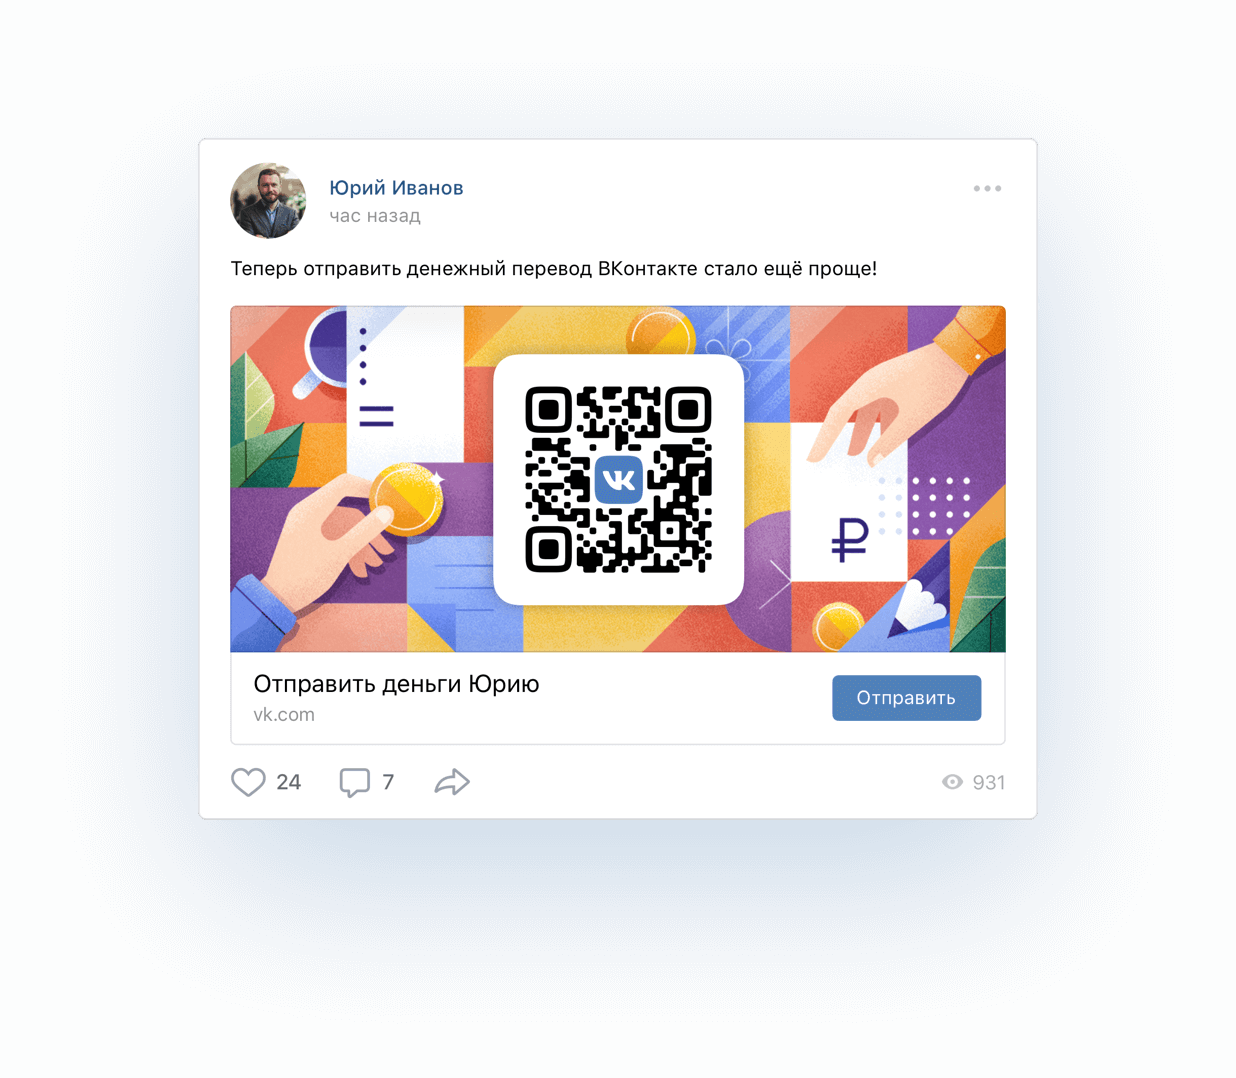 Юрий Иванов
час назад
Теперь отправить денежный перевод ВКонтакте стало ещё проще!
VK
₽
Отправить деньги Юрию
vk.com
Отправить
24
7
931